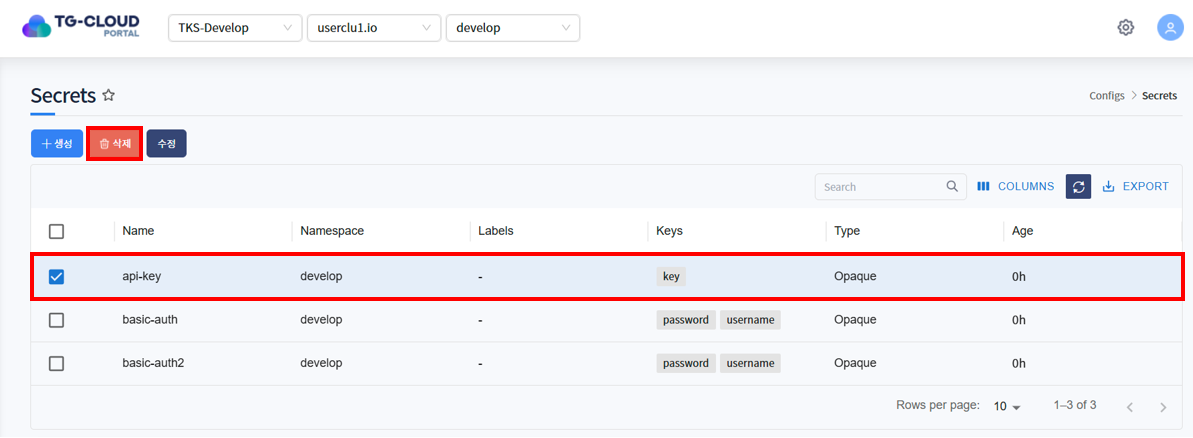 TG-CLOUD
PORTAL
TKS-Develop userclu1.io develop
Secrets
Configs > Secrets
+ 생성 삭제 수정
Search COLUMNS EXPORT
Name Namespace Labels Keys Type Age
api-key develop - key Opaque 0h
basic-auth develop - password username Opaque 0h
basic-auth2 develop - password username Opaque 0h
Rows per page: 10 1–3 of 3